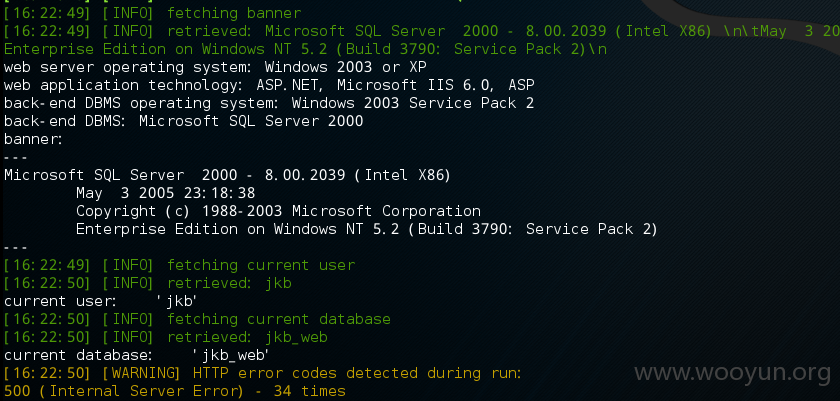 [16:22:49] [INFO] fetching banner
[16:22:49] [INFO] retrieved: Microsoft SQL Server 2000 - 8.00.2039 (Intel X86) \n\tMay 3 20
Enterprise Edition on Windows NT 5.2 (Build 3790: Service Pack 2)\n
web server operating system: Windows 2003 or XP
web application technology: ASP.NET, Microsoft IIS 6.0, ASP
back-end DBMS operating system: Windows 2003 Service Pack 2
back-end DBMS: Microsoft SQL Server 2000
banner:
---
Microsoft SQL Server 2000 - 8.00.2039 (Intel X86)
May 3 2005 23:18:38
Copyright (c) 1988-2003 Microsoft Corporation
Enterprise Edition on Windows NT 5.2 (Build 3790: Service Pack 2)
---
[16:22:49] [INFO] fetching current user
[16:22:50] [INFO] retrieved: jkb
current user: 'jkb'
[16:22:50] [INFO] fetching current database
[16:22:50] [INFO] retrieved: jkb_web
current database: 'jkb_web'
[16:22:50] [WARNING] HTTP error codes detected during run:
500 (Internal Server Error) - 34 times
www.wooyun.org